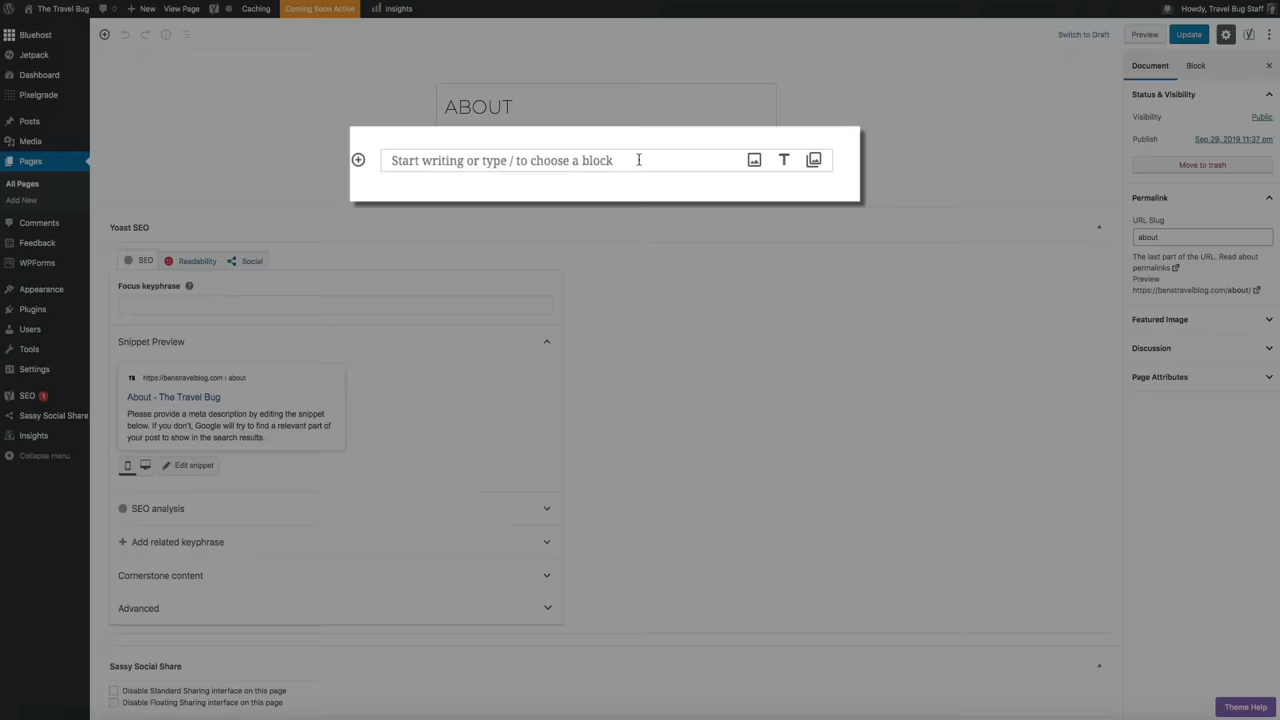 The Travel Bug 0 New View Page Caching Coming Soon Active Insights Howdy, Travel Bug Staff
Bluehost
Jetpack
Dashboard
Pixelgrade
Posts
Media
Pages
All Pages
Add New
Comments
Feedback
WPForms
Appearance
Plugins
Users
Tools
Settings
SEO 1
Sassy Social Share
Insights
Collapse menu
Switch to Draft Preview Update
ABOUT
Start writing or type / to choose a block
Yoast SEO
SEO Readability Social
Focus keyphrase
Snippet Preview
TB https://benstravelblog.com › about
About - The Travel Bug
Please provide a meta description by editing the snippet
below. If you don't, Google will try to find a relevant part of
your post to show in the search results.
Edit snippet
SEO analysis
Add related keyphrase
Cornerstone content
Advanced
Sassy Social Share
Disable Standard Sharing interface on this page
Disable Floating Sharing interface on this page
Document Block
Status & Visibility
Visibility Public
Publish Sep 29, 2019 11:37 pm
Move to trash
Permalink
URL Slug
about
The last part of the URL. Read about
permalinks
Preview
https://benstravelblog.com/about/
Featured Image
Discussion
Page Attributes
Theme Help